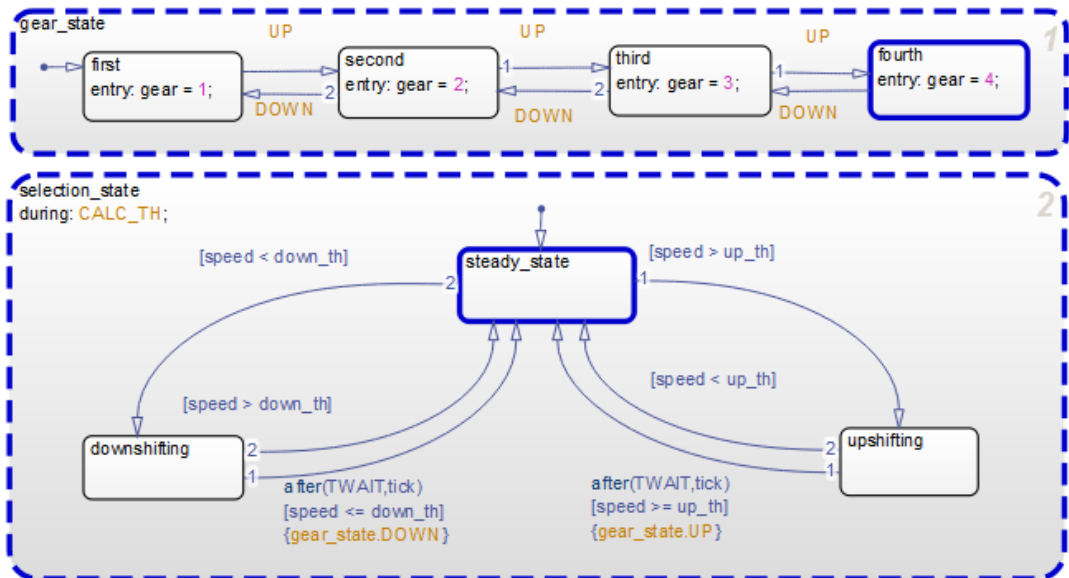 gear_state
1
UP
UP
UP
first
entry: gear = 1;
second
entry: gear = 2;
third
entry: gear = 3;
fourth
entry: gear = 4;
1
1
2
2
DOWN
DOWN
DOWN
selection_state
during: CALC_TH;
2
[speed < down_th]
steady_state
[speed > up_th]
2
1
[speed > down_th]
[speed < up_th]
downshifting
2
1
upshifting
2
1
after(TWAIT,tick)
[speed <= down_th]
{gear_state.DOWN}
after(TWAIT,tick)
[speed >= up_th]
{gear_state.UP}